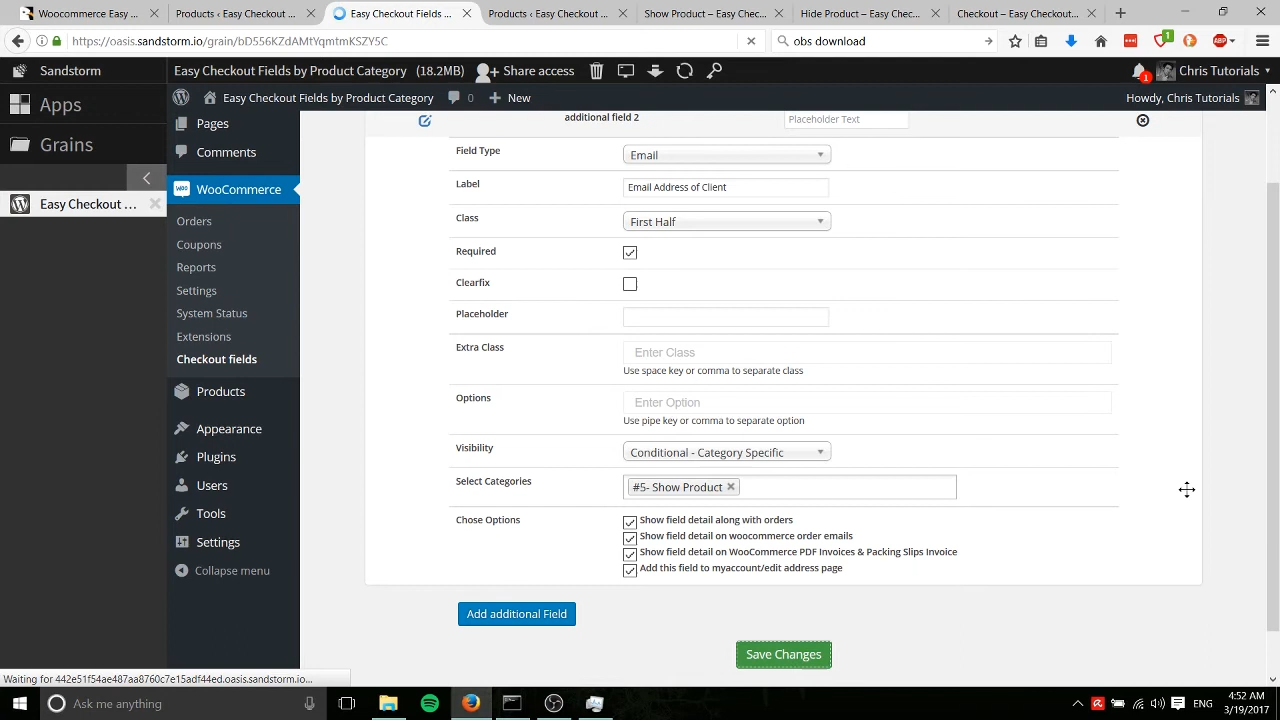 WooCommerce Easy ...
Products ‹ Easy Checkout ...
Easy Checkout Fields ...
Products ‹ Easy Checkout ...
Show Product – Easy Chec...
Hide Product – Easy Chec...
Checkout – Easy Checkout...
https://oasis.sandstorm.io/grain/bD556KZdAMtYqmtmKSZY5C
obs download
1
ABP
Sandstorm
Easy Checkout Fields by Product Category (18.2MB)
Share access
1
Chris Tutorials
Apps
Easy Checkout Fields by Product Category
0
New
Howdy, Chris Tutorials
Grains
Easy Checkout ...
Pages
Comments
WooCommerce
Orders
Coupons
Reports
Settings
System Status
Extensions
Checkout fields
Products
Appearance
Plugins
Users
Tools
Settings
Collapse menu
additional field 2
Placeholder Text
Field Type
Email
Label
Email Address of Client
Class
First Half
Required
Clearfix
Placeholder
Extra Class
Enter Class
Use space key or comma to separate class
Options
Enter Option
Use pipe key or comma to separate option
Visibility
Conditional - Category Specific
Select Categories
#5- Show Product
Chose Options
Show field detail along with orders
Show field detail on woocommerce order emails
Show field detail on WooCommerce PDF Invoices & Packing Slips Invoice
Add this field to myaccount/edit address page
Add additional Field
Save Changes
Ask me anything
ENG
4:52 AM
3/19/2017